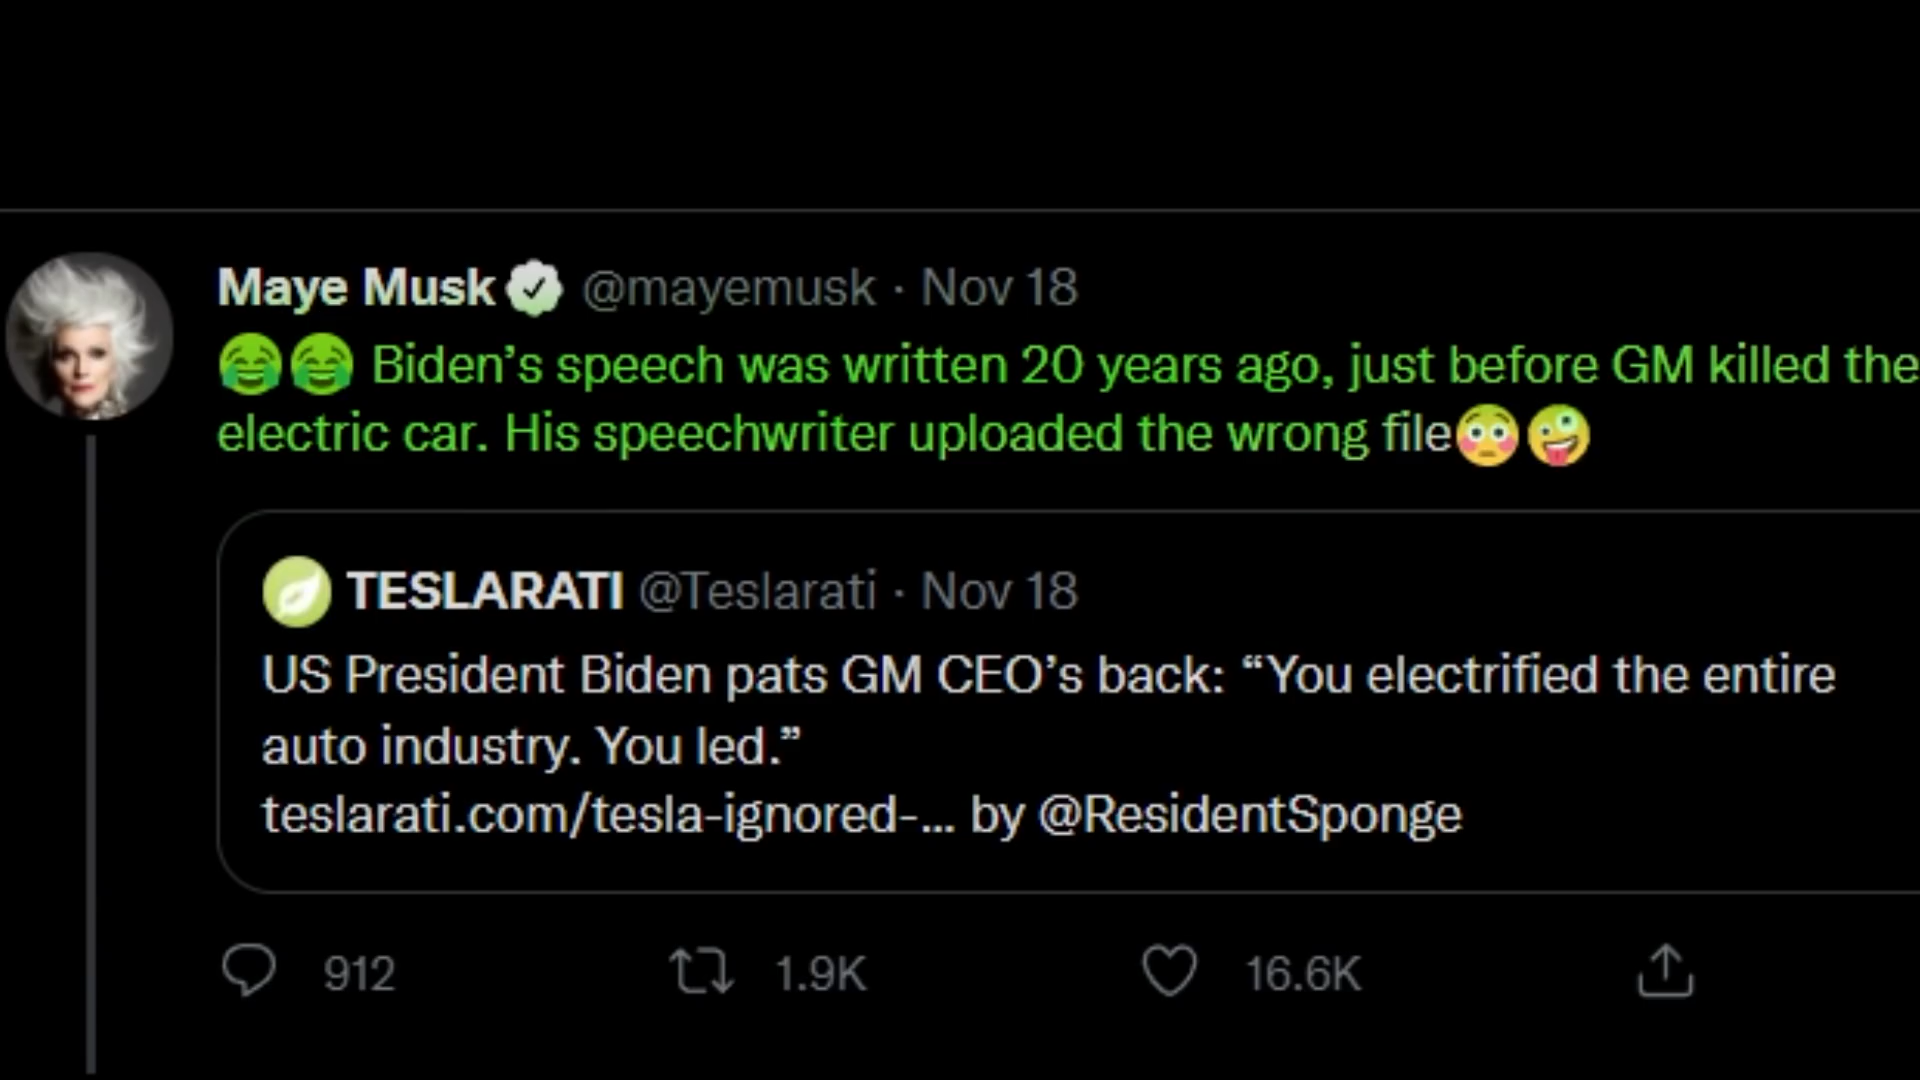 Maye Musk @mayemusk · Nov 18
😂😂 Biden’s speech was written 20 years ago, just before GM killed the
electric car. His speechwriter uploaded the wrong file😳🤪
TESLARATI @Teslarati · Nov 18
US President Biden pats GM CEO’s back: “You electrified the entire
auto industry. You led.”
teslarati.com/tesla-ignored-... by @ResidentSponge
912 1.9K 16.6K